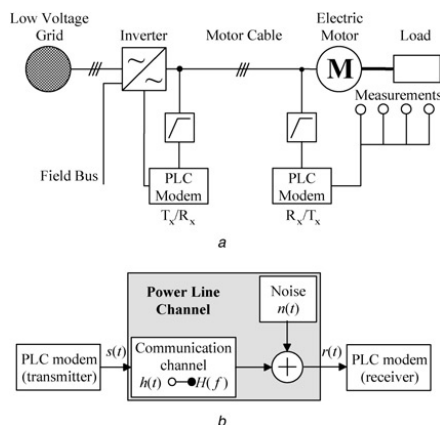 Low Voltage
Grid
Inverter
Motor Cable
Electric
Motor
Load
M
Measurements
Field Bus
PLC
Modem
Tx/Rx
PLC
Modem
Rx/Tx
a
Power Line
Channel
Noise
n(t)
s(t)
Communication
channel
h(t) H(f)
r(t)
PLC modem
(transmitter)
PLC modem
(receiver)
b